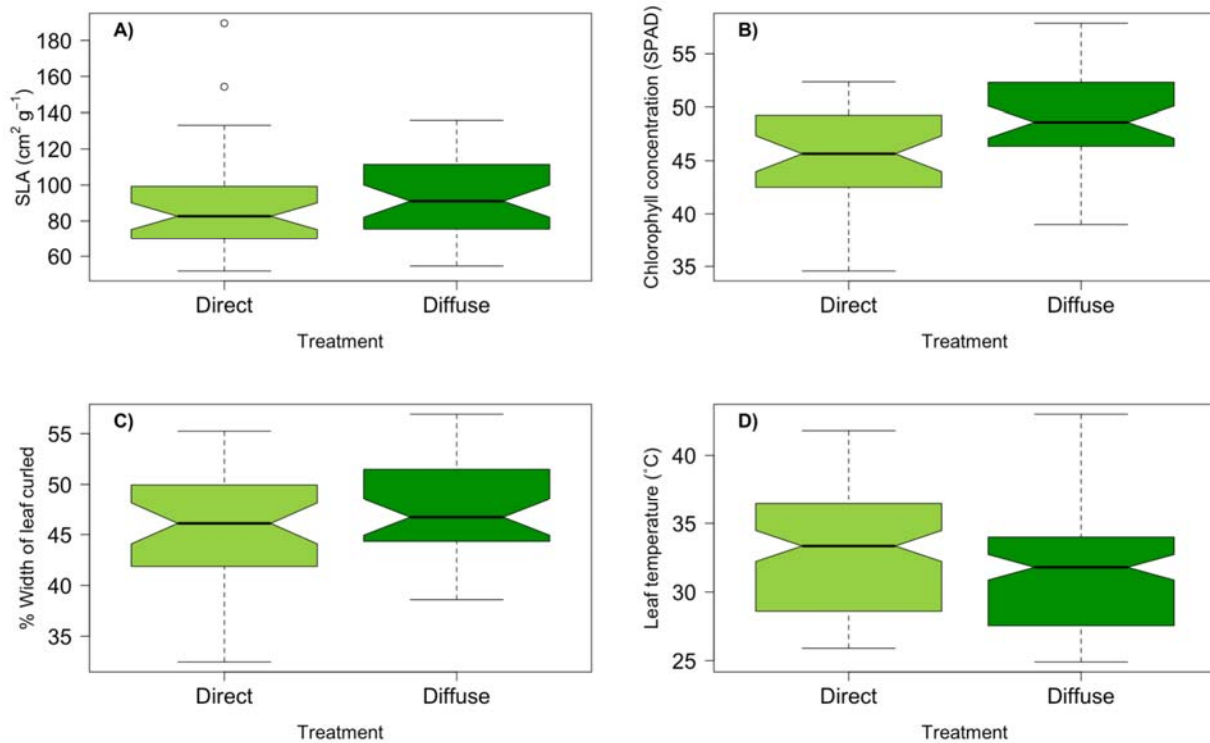 A)
SLA (cm² g⁻¹)
180
160
140
120
100
80
60
Direct Diffuse
Treatment
B)
Chlorophyll concentration (SPAD)
55
50
45
40
35
Direct Diffuse
Treatment
C)
% Width of leaf curled
55
50
45
40
35
Direct Diffuse
Treatment
D)
Leaf temperature (˚C)
40
35
30
25
Direct Diffuse
Treatment